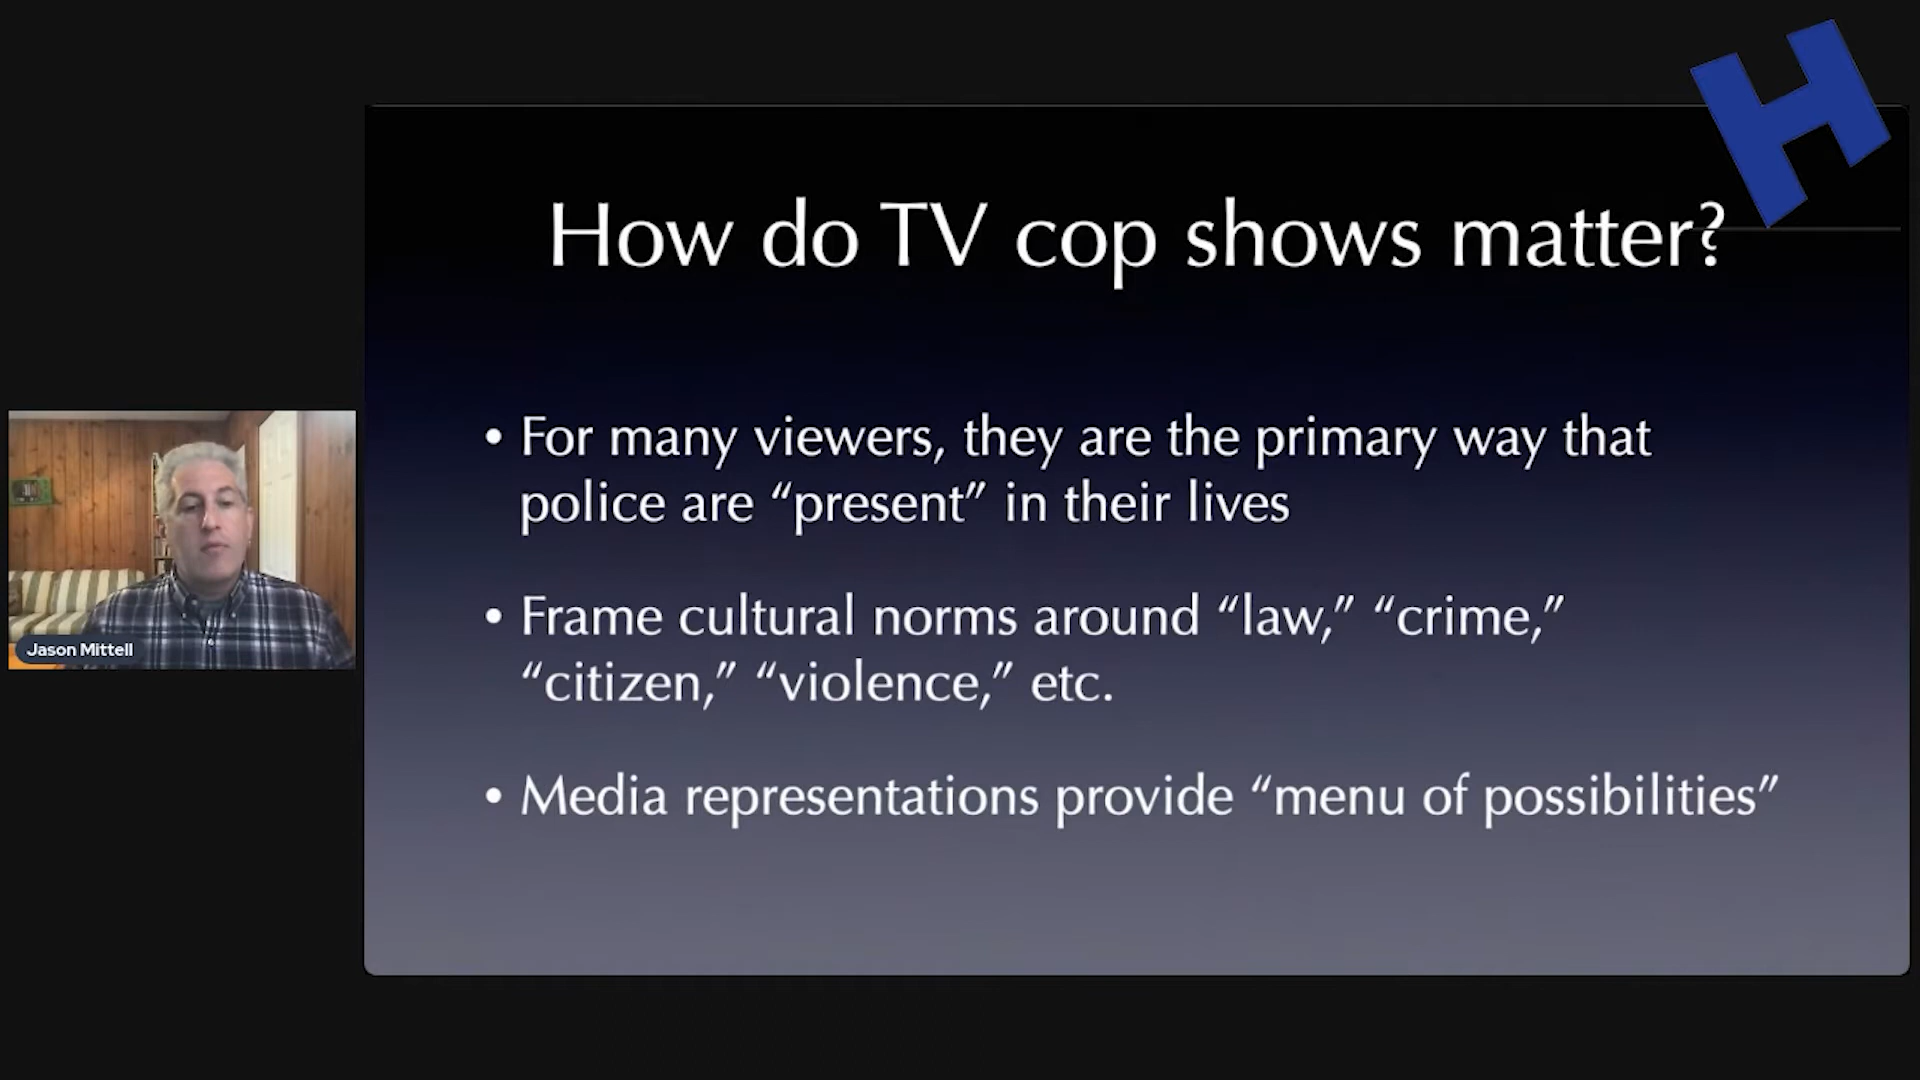 H
How do TV cop shows matter?
• For many viewers, they are the primary way that
police are “present” in their lives
• Frame cultural norms around “law,” “crime,”
“citizen,” “violence,” etc.
• Media representations provide “menu of possibilities”
Jason Mittell